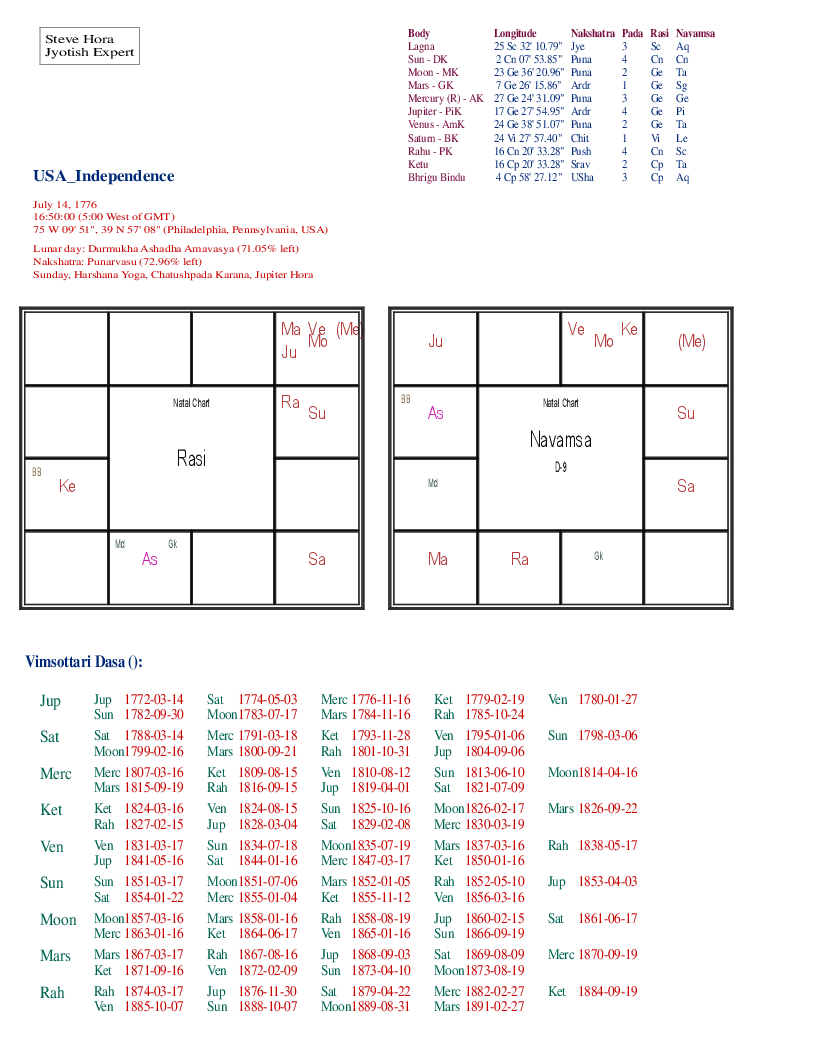 Steve Hora
Jyotish Expert
Body Longitude Nakshatra Pada Rasi Navamsa
Lagna 25 Sc 32' 10.79" Jye 3 Sc Aq
Sun - DK 2 Cn 07' 53.85" Puna 4 Cn Cn
Moon - MK 23 Ge 36' 20.96" Puna 2 Ge Ta
Mars - GK 7 Ge 26' 15.86" Ardr 1 Ge Sg
Mercury (R) - AK 27 Ge 24' 31.09" Puna 3 Ge Ge
Jupiter - PiK 17 Ge 27' 54.95" Ardr 4 Ge Pi
Venus - AmK 24 Ge 38' 51.07" Puna 2 Ge Ta
Saturn - BK 24 Vi 27' 57.40" Chit 1 Vi Le
Rahu - PK 16 Cn 20' 33.28" Push 4 Cn Sc
Ketu 16 Cp 20' 33.28" Srav 2 Cp Ta
Bhrigu Bindu 4 Cp 58' 27.12" USha 3 Cp Aq
USA_Independence
July 14, 1776
16:50:00 (5:00 West of GMT)
75 W 09' 51", 39 N 57' 08" (Philadelphia, Pennsylvania, USA)
Lunar day: Durmukha Ashadha Amavasya (71.05% left)
Nakshatra: Punarvasu (72.96% left)
Sunday, Harshana Yoga, Chatushpada Karana, Jupiter Hora
Ma Ve (Me)
Mo
Ju
Ra
Su
Natal Chart
Rasi
BB
Ke
Md Gk
As
Sa
Ju
Ve Ke
Mo
(Me)
BB
As
Natal Chart
Su
Navamsa
D-9
Md
Sa
Ma
Ra
Gk
Vimsottari Dasa ():
Jup Jup 1772-03-14 Sat 1774-05-03 Merc 1776-11-16 Ket 1779-02-19 Ven 1780-01-27
Sun 1782-09-30 Moon 1783-07-17 Mars 1784-11-16 Rah 1785-10-24
Sat Sat 1788-03-14 Merc 1791-03-18 Ket 1793-11-28 Ven 1795-01-06 Sun 1798-03-06
Moon 1799-02-16 Mars 1800-09-21 Rah 1801-10-31 Jup 1804-09-06
Merc Merc 1807-03-16 Ket 1809-08-15 Ven 1810-08-12 Sun 1813-06-10 Moon 1814-04-16
Mars 1815-09-19 Rah 1816-09-15 Jup 1819-04-01 Sat 1821-07-09
Ket Ket 1824-03-16 Ven 1824-08-15 Sun 1825-10-16 Moon 1826-02-17 Mars 1826-09-22
Rah 1827-02-15 Jup 1828-03-04 Sat 1829-02-08 Merc 1830-03-19
Ven Ven 1831-03-17 Sun 1834-07-18 Moon 1835-07-19 Mars 1837-03-16 Rah 1838-05-17
Jup 1841-05-16 Sat 1844-01-16 Merc 1847-03-17 Ket 1850-01-16
Sun Sun 1851-03-17 Moon 1851-07-06 Mars 1852-01-05 Rah 1852-05-10 Jup 1853-04-03
Sat 1854-01-22 Merc 1855-01-04 Ket 1855-11-12 Ven 1856-03-16
Moon Moon 1857-03-16 Mars 1858-01-16 Rah 1858-08-19 Jup 1860-02-15 Sat 1861-06-17
Merc 1863-01-16 Ket 1864-06-17 Ven 1865-01-16 Sun 1866-09-19
Mars Mars 1867-03-17 Rah 1867-08-16 Jup 1868-09-03 Sat 1869-08-09 Merc 1870-09-19
Ket 1871-09-16 Ven 1872-02-09 Sun 1873-04-10 Moon 1873-08-19
Rah Rah 1874-03-17 Jup 1876-11-30 Sat 1879-04-22 Merc 1882-02-27 Ket 1884-09-19
Ven 1885-10-07 Sun 1888-10-07 Moon 1889-08-31 Mars 1891-02-27